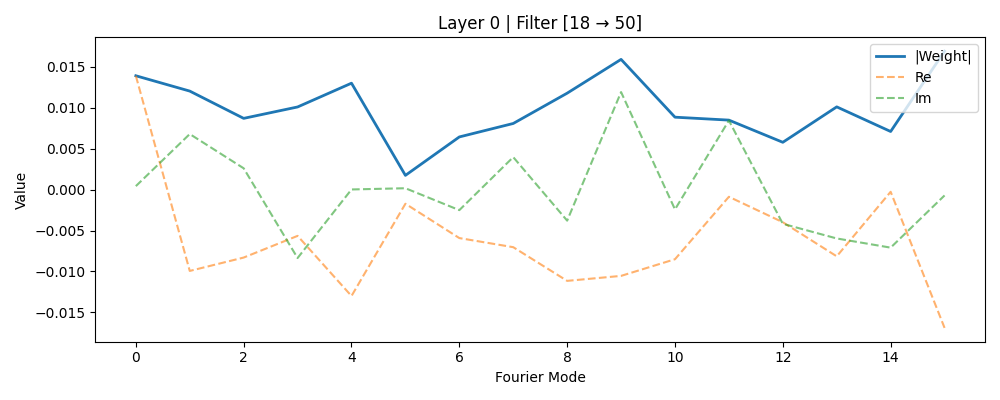 Layer 0 | Filter [18 → 50]
|Weight|
Re
Im
Value
0.015
0.010
0.005
0.000
−0.005
−0.010
−0.015
0 2 4 6 8 10 12 14
Fourier Mode